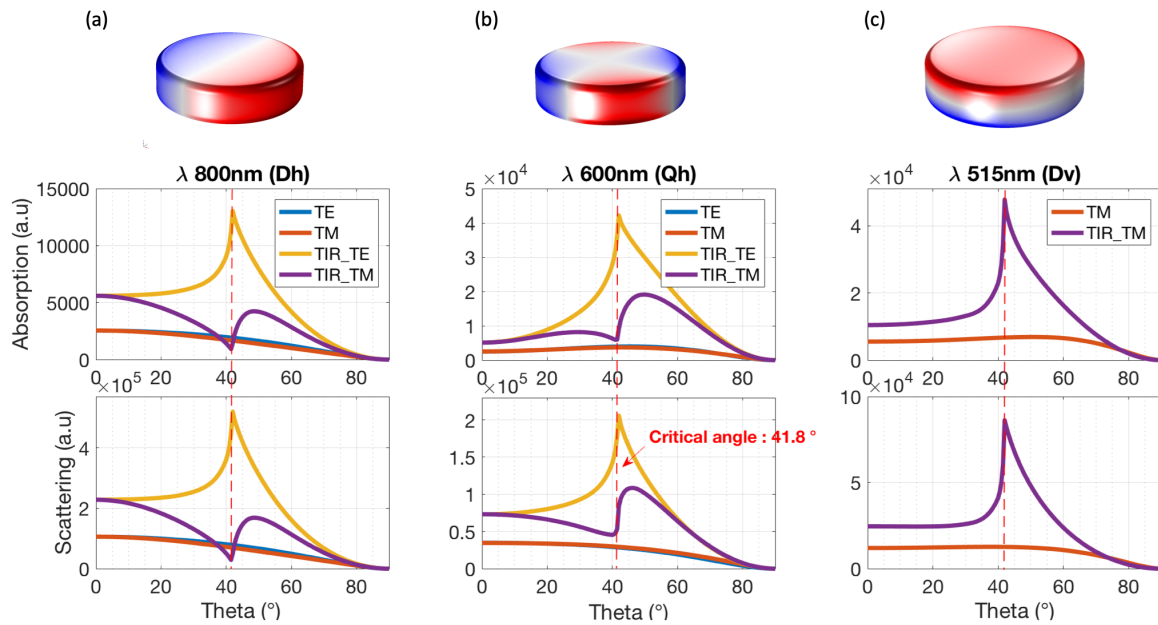 (a)
(b)
(c)
λ 800nm (Dh)
λ 600nm (Qh)
λ 515nm (Dv)
15000
10000
5000
0
Absorption (a.u)
TE
TM
TIR_TE
TIR_TM
0 20 40 60 80
×10^4
5
4
3
2
1
0
TE
TM
TIR_TE
TIR_TM
0 20 40 60 80
×10^4
4
2
0
TM
TIR_TM
0 20 40 60 80
×10^5
4
2
0
Scattering (a.u)
0 20 40 60 80
Theta (°)
×10^5
2
1.5
1
0.5
0
Critical angle : 41.8 °
0 20 40 60 80
Theta (°)
×10^4
10
5
0
0 20 40 60 80
Theta (°)